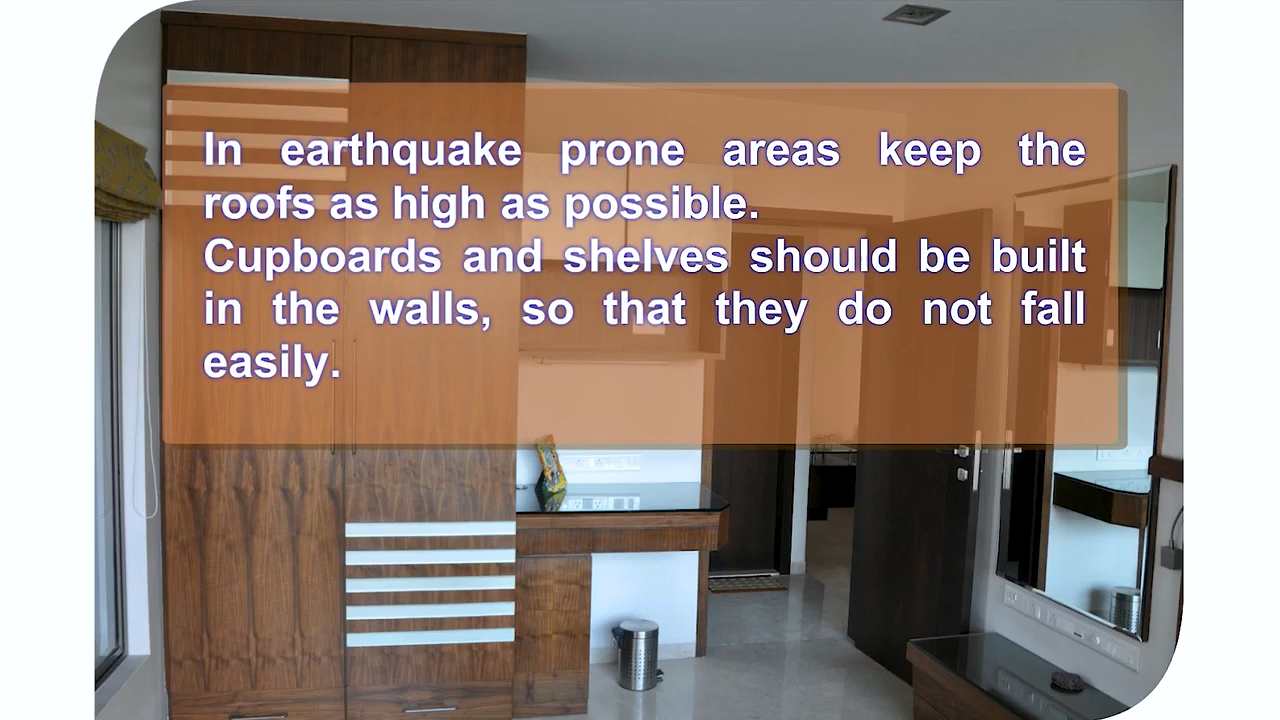 In earthquake prone areas keep the
roofs as high as possible.
Cupboards and shelves should be built
in the walls, so that they do not fall
easily.